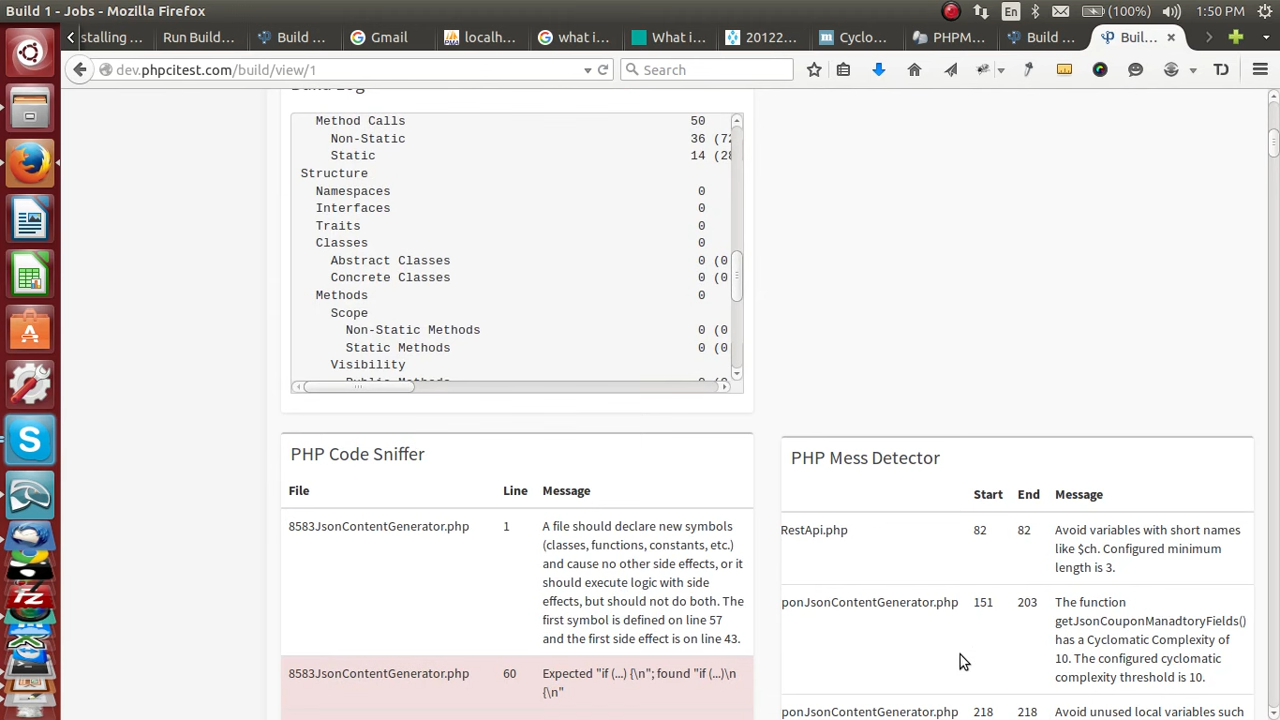 Build 1 - Jobs - Mozilla Firefox
En (100%) 1:50 PM
stalling ... Run Build... Build ... Gmail localh... what i... What i... 20122... Cyclo... PHPM... Build ... Buil...
dev.phpcitest.com/build/view/1
Search
Build Log
Method Calls 50
Non-Static 36 (72
Static 14 (28
Structure
Namespaces 0
Interfaces 0
Traits 0
Classes 0
Abstract Classes 0 (0
Concrete Classes 0 (0
Methods 0
Scope
Non-Static Methods 0 (0
Static Methods 0 (0
Visibility
Public Methods 0 (0
PHP Code Sniffer
File Line Message
8583JsonContentGenerator.php 1 A file should declare new symbols
(classes, functions, constants, etc.)
and cause no other side effects, or it
should execute logic with side
effects, but should not do both. The
first symbol is defined on line 57
and the first side effect is on line 43.
8583JsonContentGenerator.php 60 Expected "if (...) {\n"; found "if (...)\n
{\n"
PHP Mess Detector
Start End Message
RestApi.php 82 82 Avoid variables with short names
like $ch. Configured minimum
length is 3.
ponJsonContentGenerator.php 151 203 The function
getJsonCouponManadtoryFields()
has a Cyclomatic Complexity of
10. The configured cyclomatic
complexity threshold is 10.
ponJsonContentGenerator.php 218 218 Avoid unused local variables such